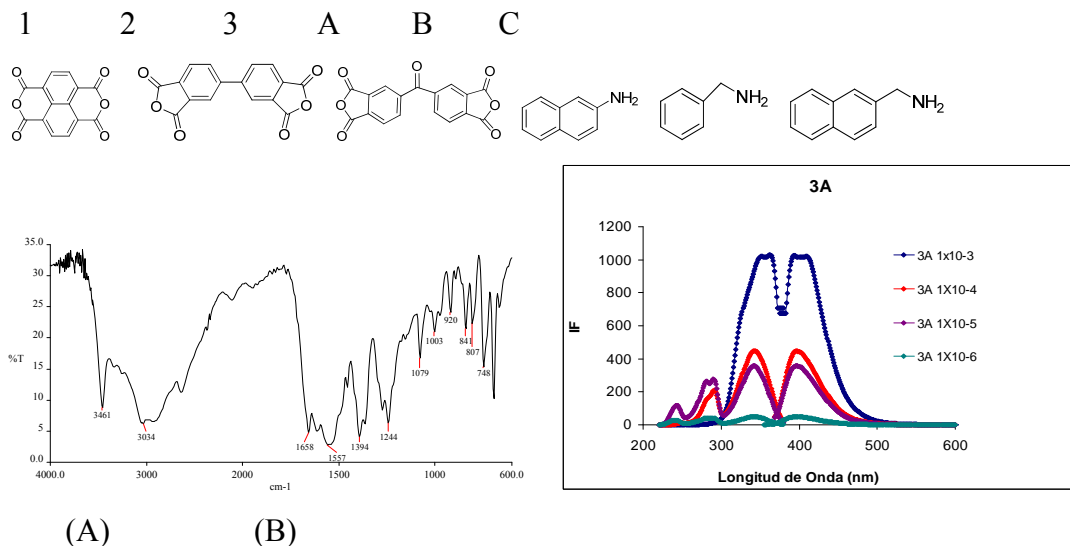 1 2 3 A B C
O O O O O O
O O O O O O
O O O O O O O
NH2 NH2 NH2
3A
35.0
30
25
20
%T
15
10
5
0.0
4000.0 3000 2000 1500 1000 600.0
cm-1
3461
3034
1658
1557
1394
1244
1079
1003
920
841
807
748
1200
1000
800
600
400
200
0
IF
200 300 400 500 600
Longitud de Onda (nm)
3A 1x10-3
3A 1X10-4
3A 1X10-5
3A 1X10-6
(A) (B)